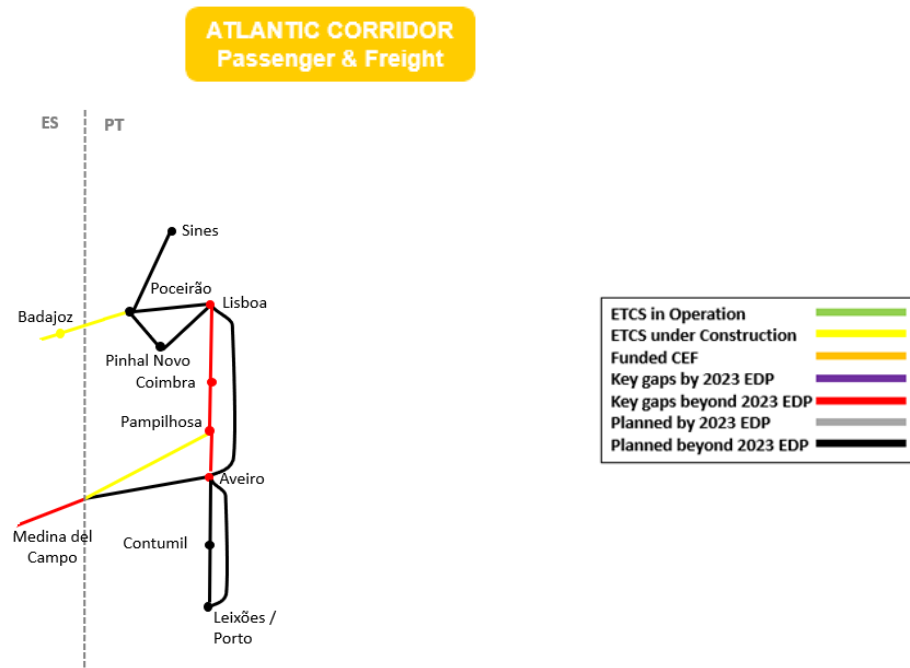 ATLANTIC CORRIDOR
Passenger & Freight
ES
PT
Sines
Poceirão
Lisboa
Badajoz
Pinhal Novo
Coimbra
Pampilhosa
Aveiro
Medina del
Campo
Contumil
Leixões /
Porto
ETCS in Operation
ETCS under Construction
Funded CEF
Key gaps by 2023 EDP
Key gaps beyond 2023 EDP
Planned by 2023 EDP
Planned beyond 2023 EDP